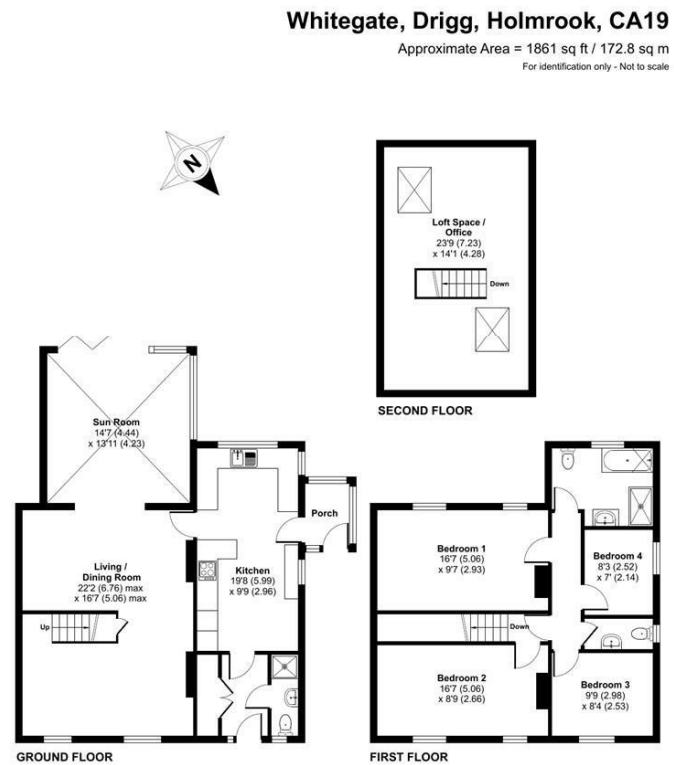 Whitegate, Drigg, Holmrook, CA19
Approximate Area = 1861 sq ft / 172.8 sq m
For identification only - Not to scale
N
Loft Space /
Office
23'9 (7.23)
x 14'1 (4.28)
Down
SECOND FLOOR
Sun Room
14'7 (4.44)
x 13'11 (4.23)
Porch
Living /
Dining Room
22'2 (6.76) max
x 16'7 (5.06) max
Kitchen
19'8 (5.99)
x 9'9 (2.96)
Up
GROUND FLOOR
Bedroom 1
16'7 (5.06)
x 9'7 (2.93)
Bedroom 4
8'3 (2.52)
x 7' (2.14)
Down
Bedroom 2
16'7 (5.06)
x 8'9 (2.66)
Bedroom 3
9'9 (2.98)
x 8'4 (2.53)
FIRST FLOOR